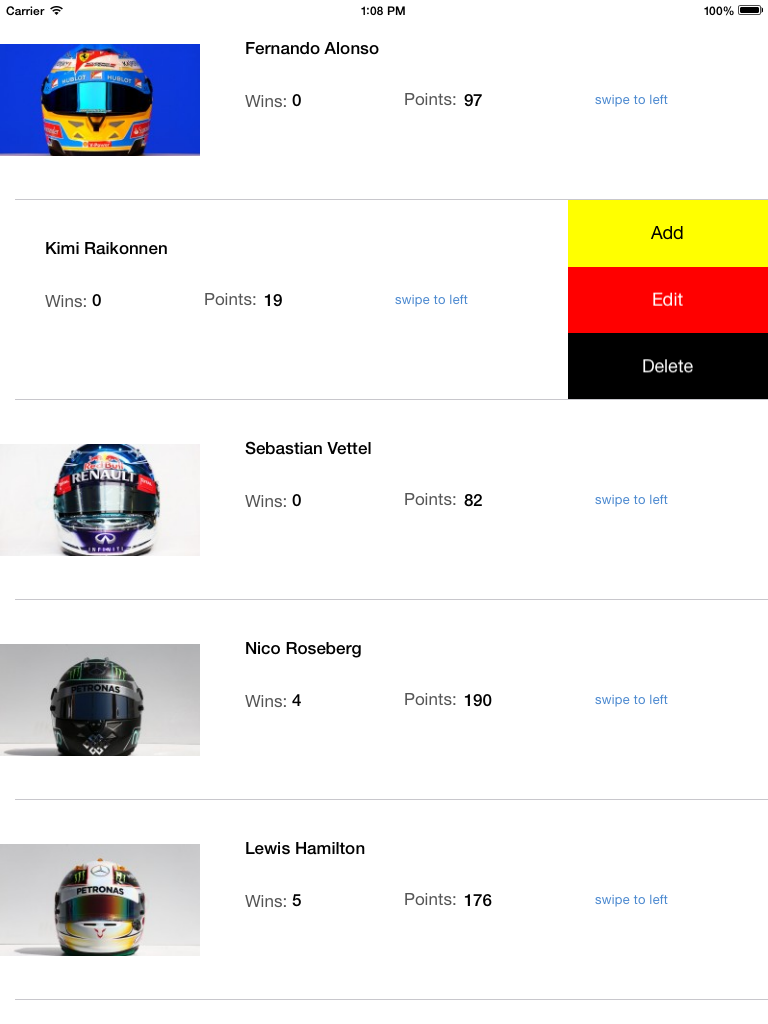 Carrier 1:08 PM 100%
Fernando Alonso
HUBLOT HUBLOT
Wins: 0 Points: 97 swipe to left
Add
Kimi Raikonnen
Edit
Wins: 0 Points: 19 swipe to left
Delete
Sebastian Vettel
Red Bull
RENAULT
Wins: 0 Points: 82 swipe to left
INFINITI
Nico Roseberg
PETRONAS
Wins: 4 Points: 190 swipe to left
Lewis Hamilton
PETRONAS
Wins: 5 Points: 176 swipe to left